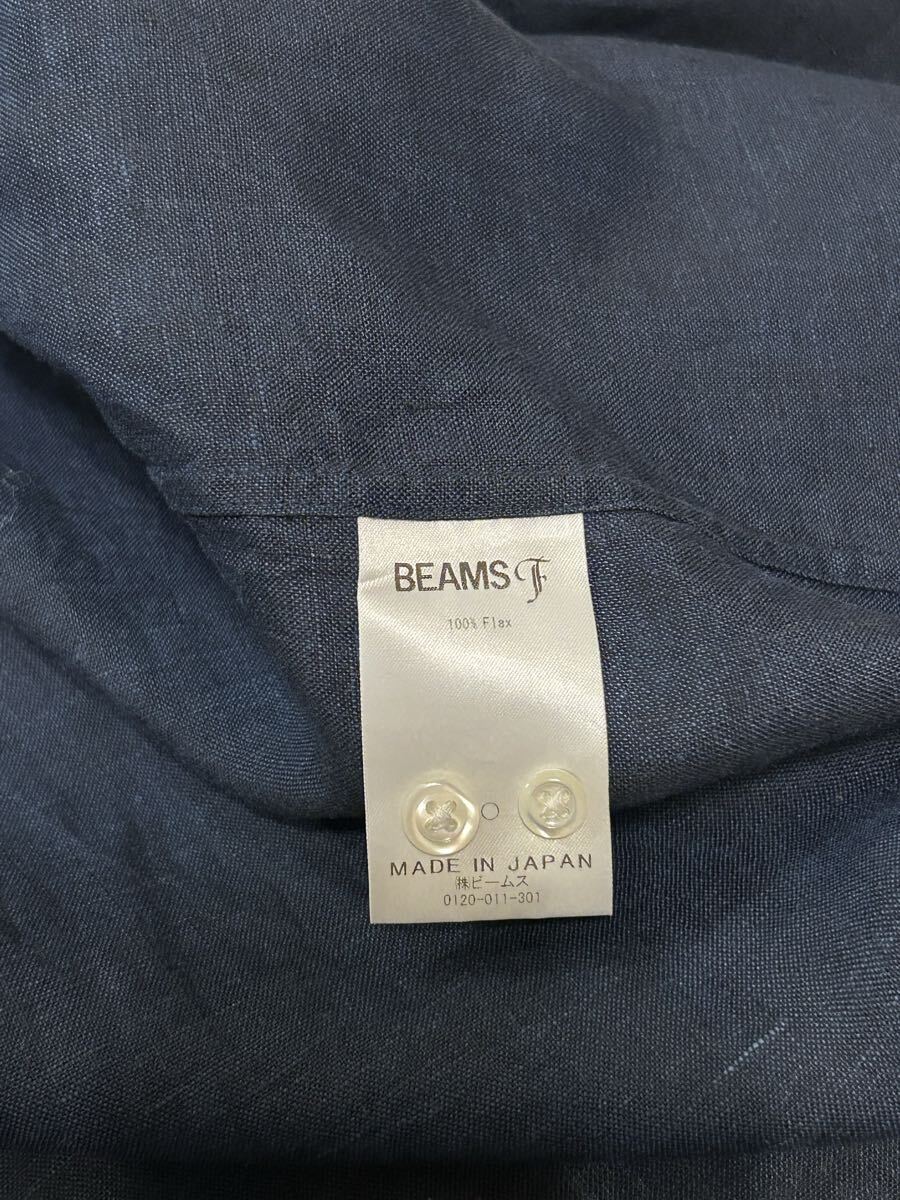 BEAMS F
100% Flax
MADE IN JAPAN
㈱ビームス
0120-011-301